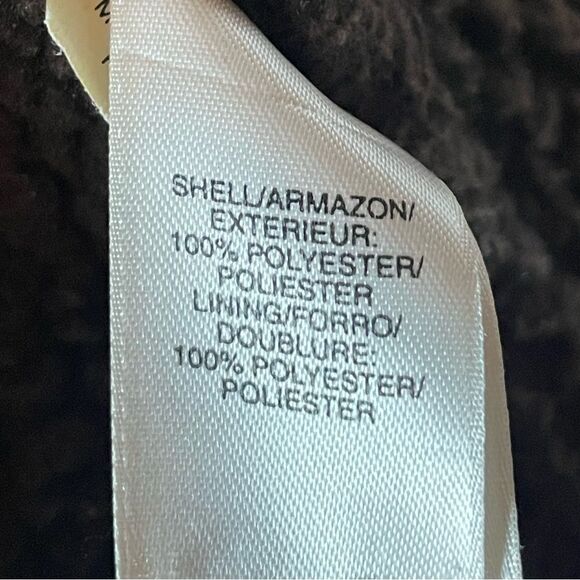 SHELL/ARMAZON/
EXTERIEUR:
100% POLYESTER/
POLIESTER
LINING/FORRO/
DOUBLURE:
100% POLYESTER/
POLIESTER